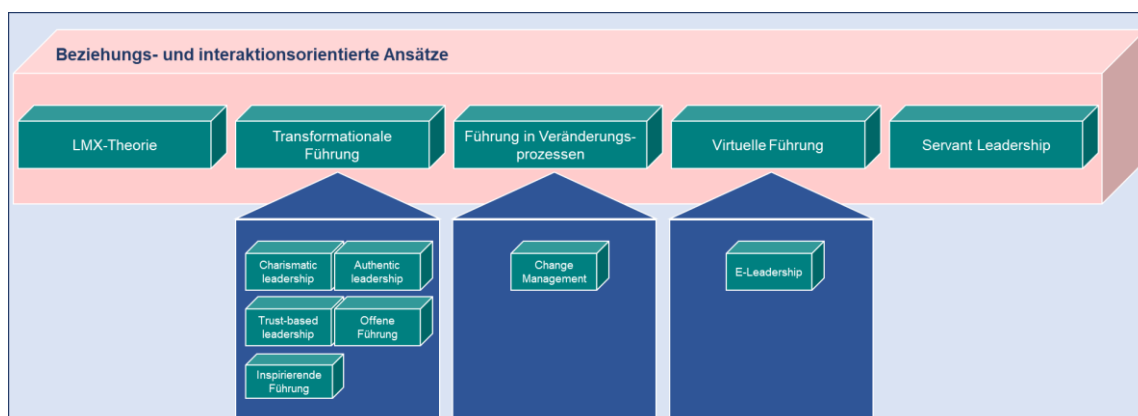 Beziehungs- und interaktionsorientierte Ansätze
LMX-Theorie
Transformationale
Führung
Führung in Veränderungs-
prozessen
Virtuelle Führung
Servant Leadership
Charismatic
leadership
Authentic
leadership
Trust-based
leadership
Offene
Führung
Inspirierende
Führung
Change
Management
E-Leadership